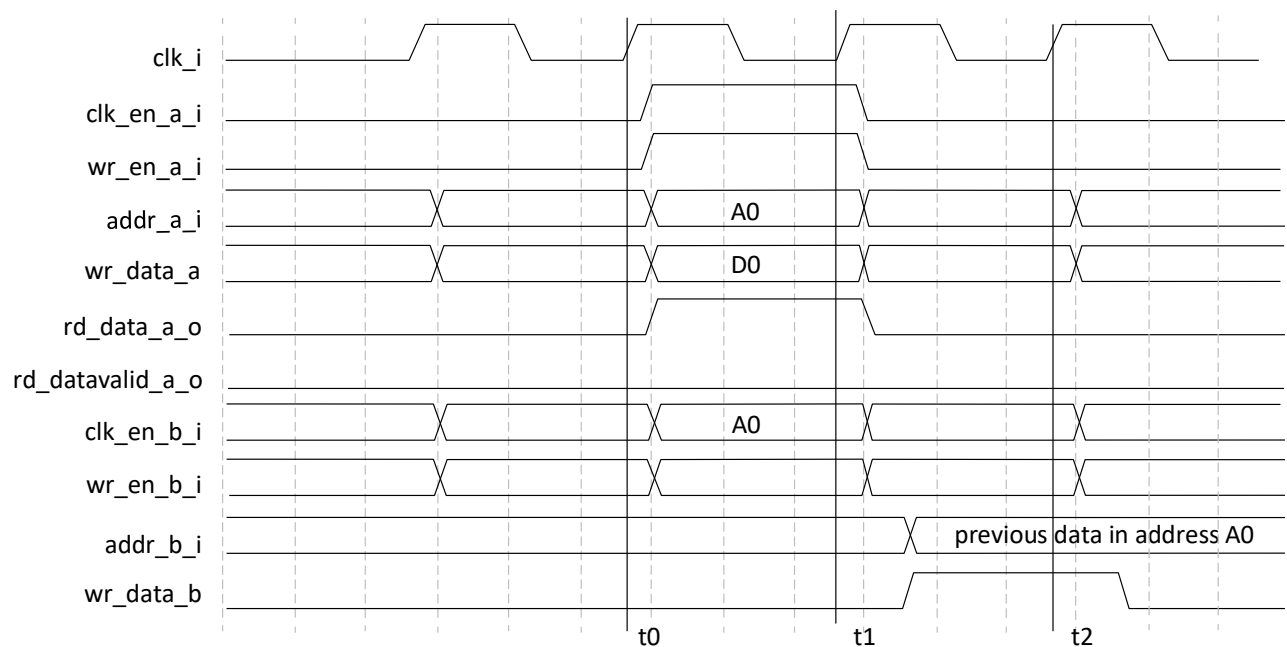 clk_i
clk_en_a_i
wr_en_a_i
addr_a_i A0
wr_data_a D0
rd_data_a_o
rd_datavalid_a_o
clk_en_b_i A0
wr_en_b_i
addr_b_i previous data in address A0
wr_data_b
t0 t1 t2